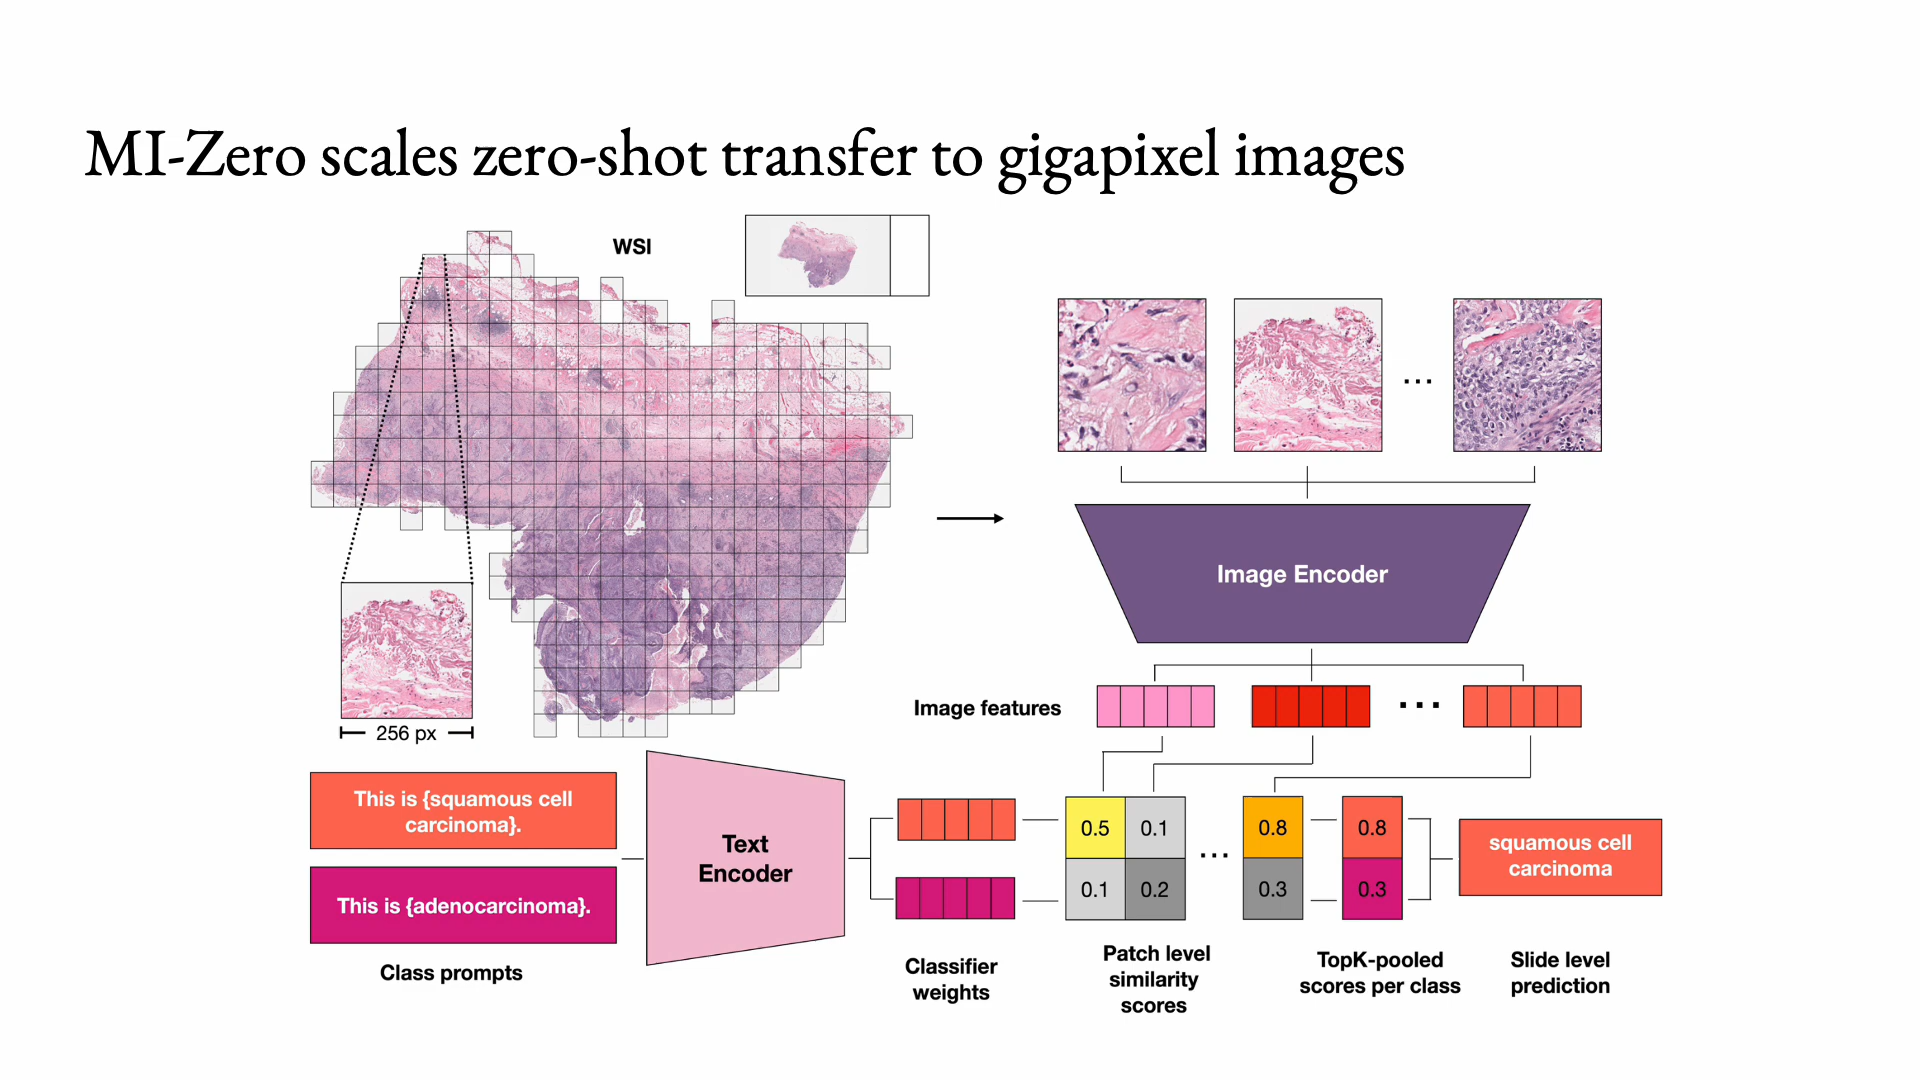 MI-Zero scales zero-shot transfer to gigapixel images
WSI
256 px
...
Image Encoder
Image features
...
This is {squamous cell
carcinoma}.
This is {adenocarcinoma}.
Class prompts
Text
Encoder
Classifier
weights
0.5 0.1 ... 0.8
0.1 0.2 0.3
Patch level
similarity
scores
0.8
0.3
TopK-pooled
scores per class
squamous cell
carcinoma
Slide level
prediction